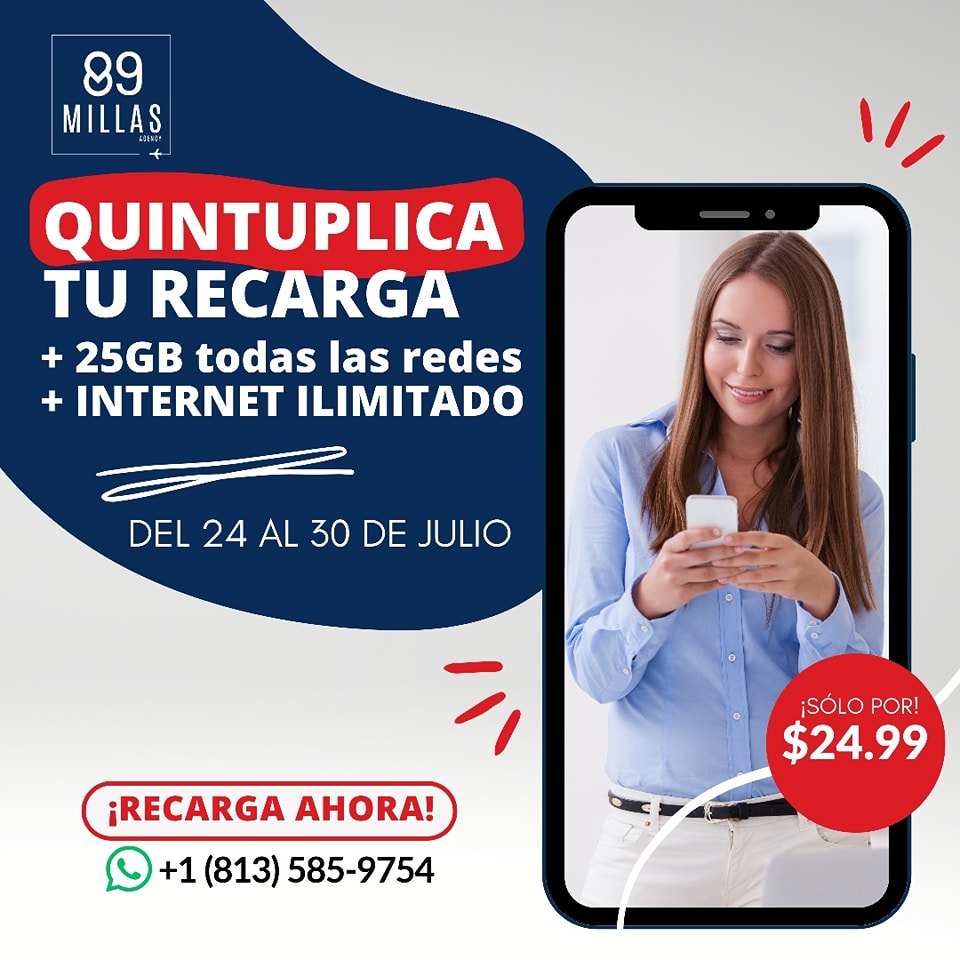 89
MILLAS
AGENCY
QUINTUPLICA
TU RECARGA
+ 25GB todas las redes
+ INTERNET ILIMITADO
DEL 24 AL 30 DE JULIO
¡SÓLO POR!
$24.99
¡RECARGA AHORA!
+1 (813) 585-9754